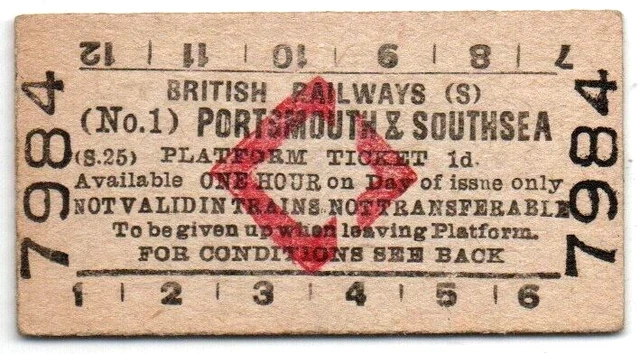 12 11 10 9 8 7
BRITISH RAILWAYS (S)
(No.1) PORTSMOUTH & SOUTHSEA
(S.25) PLATFORM TICKET 1d.
Available ONE HOUR on Day of issue only
NOT VALID IN TRAINS. NOT TRANSFERABLE
To be given up when leaving Platform.
FOR CONDITIONS SEE BACK
1 2 3 4 5 6
7984
7984